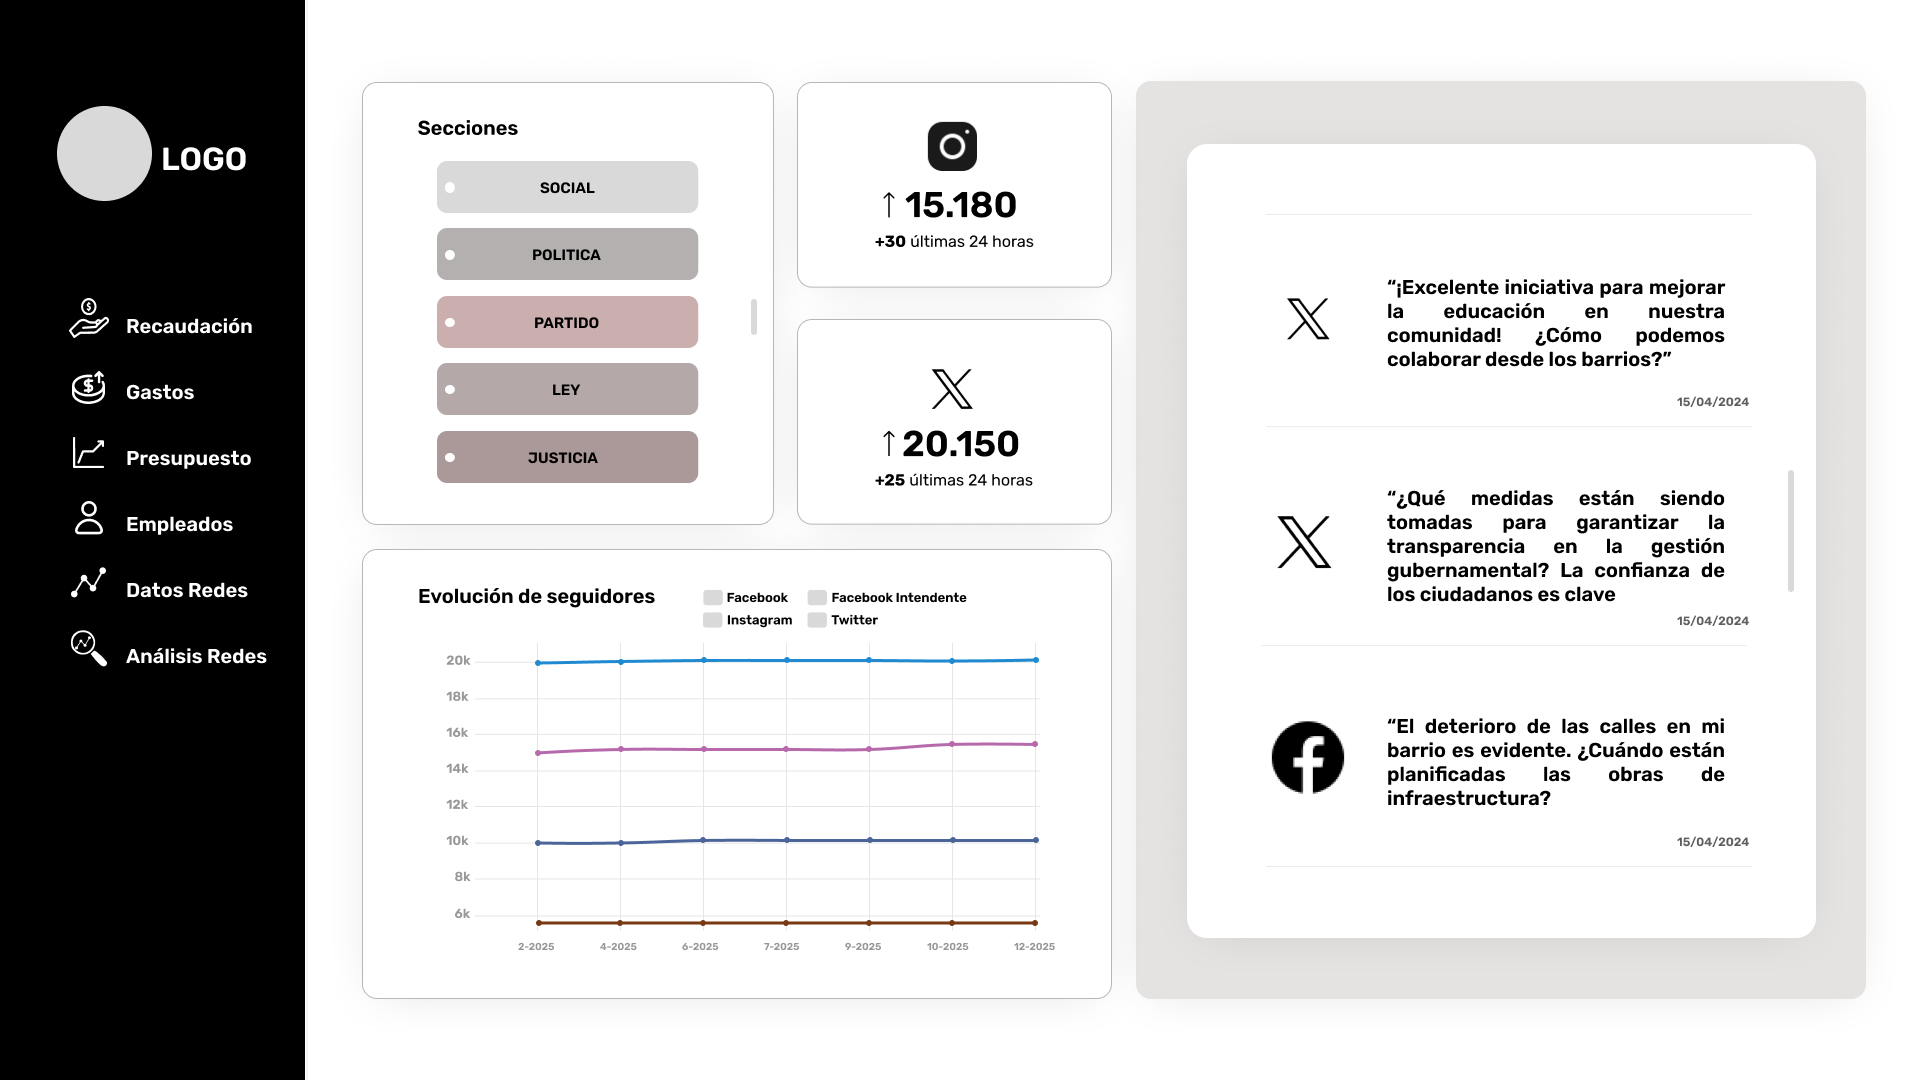 LOGO
Recaudación
Gastos
Presupuesto
Empleados
Datos Redes
Análisis Redes
Secciones
SOCIAL
POLITICA
PARTIDO
LEY
JUSTICIA
↑ 15.180
+30 últimas 24 horas
↑ 20.150
+25 últimas 24 horas
Evolución de seguidores
Facebook
Facebook Intendente
Instagram
Twitter
20k
18k
16k
14k
12k
10k
8k
6k
2-2025 4-2025 6-2025 7-2025 9-2025 10-2025 12-2025
“¡Excelente iniciativa para mejorar
la educación en nuestra
comunidad! ¿Cómo podemos
colaborar desde los barrios?”
15/04/2024
“¿Qué medidas están siendo
tomadas para garantizar la
transparencia en la gestión
gubernamental? La confianza de
los ciudadanos es clave
15/04/2024
“El deterioro de las calles en mi
barrio es evidente. ¿Cuándo están
planificadas las obras de
infraestructura?
15/04/2024